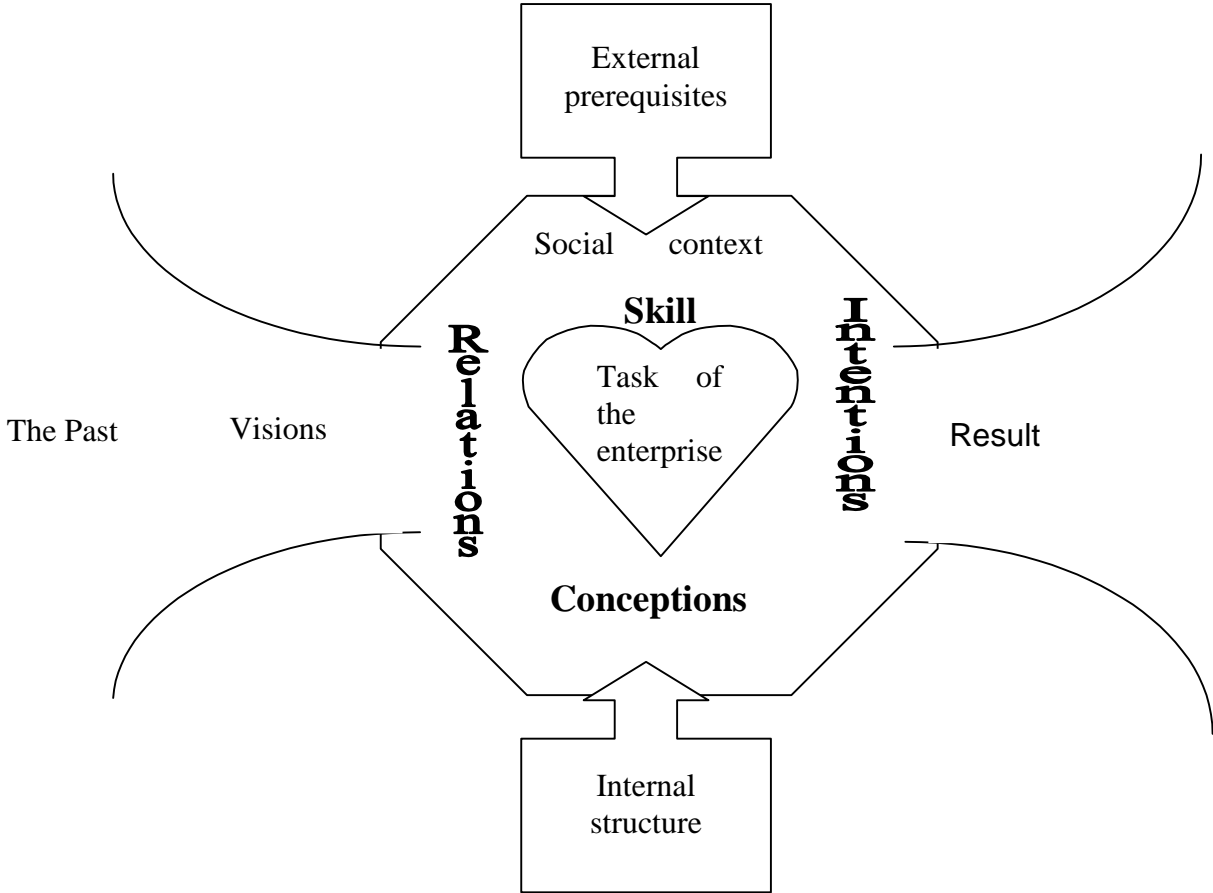 External
prerequisites
Social context
Skill
Relations
Intentions
Task of
the
enterprise
The Past
Visions
Result
Conceptions
Internal
structure